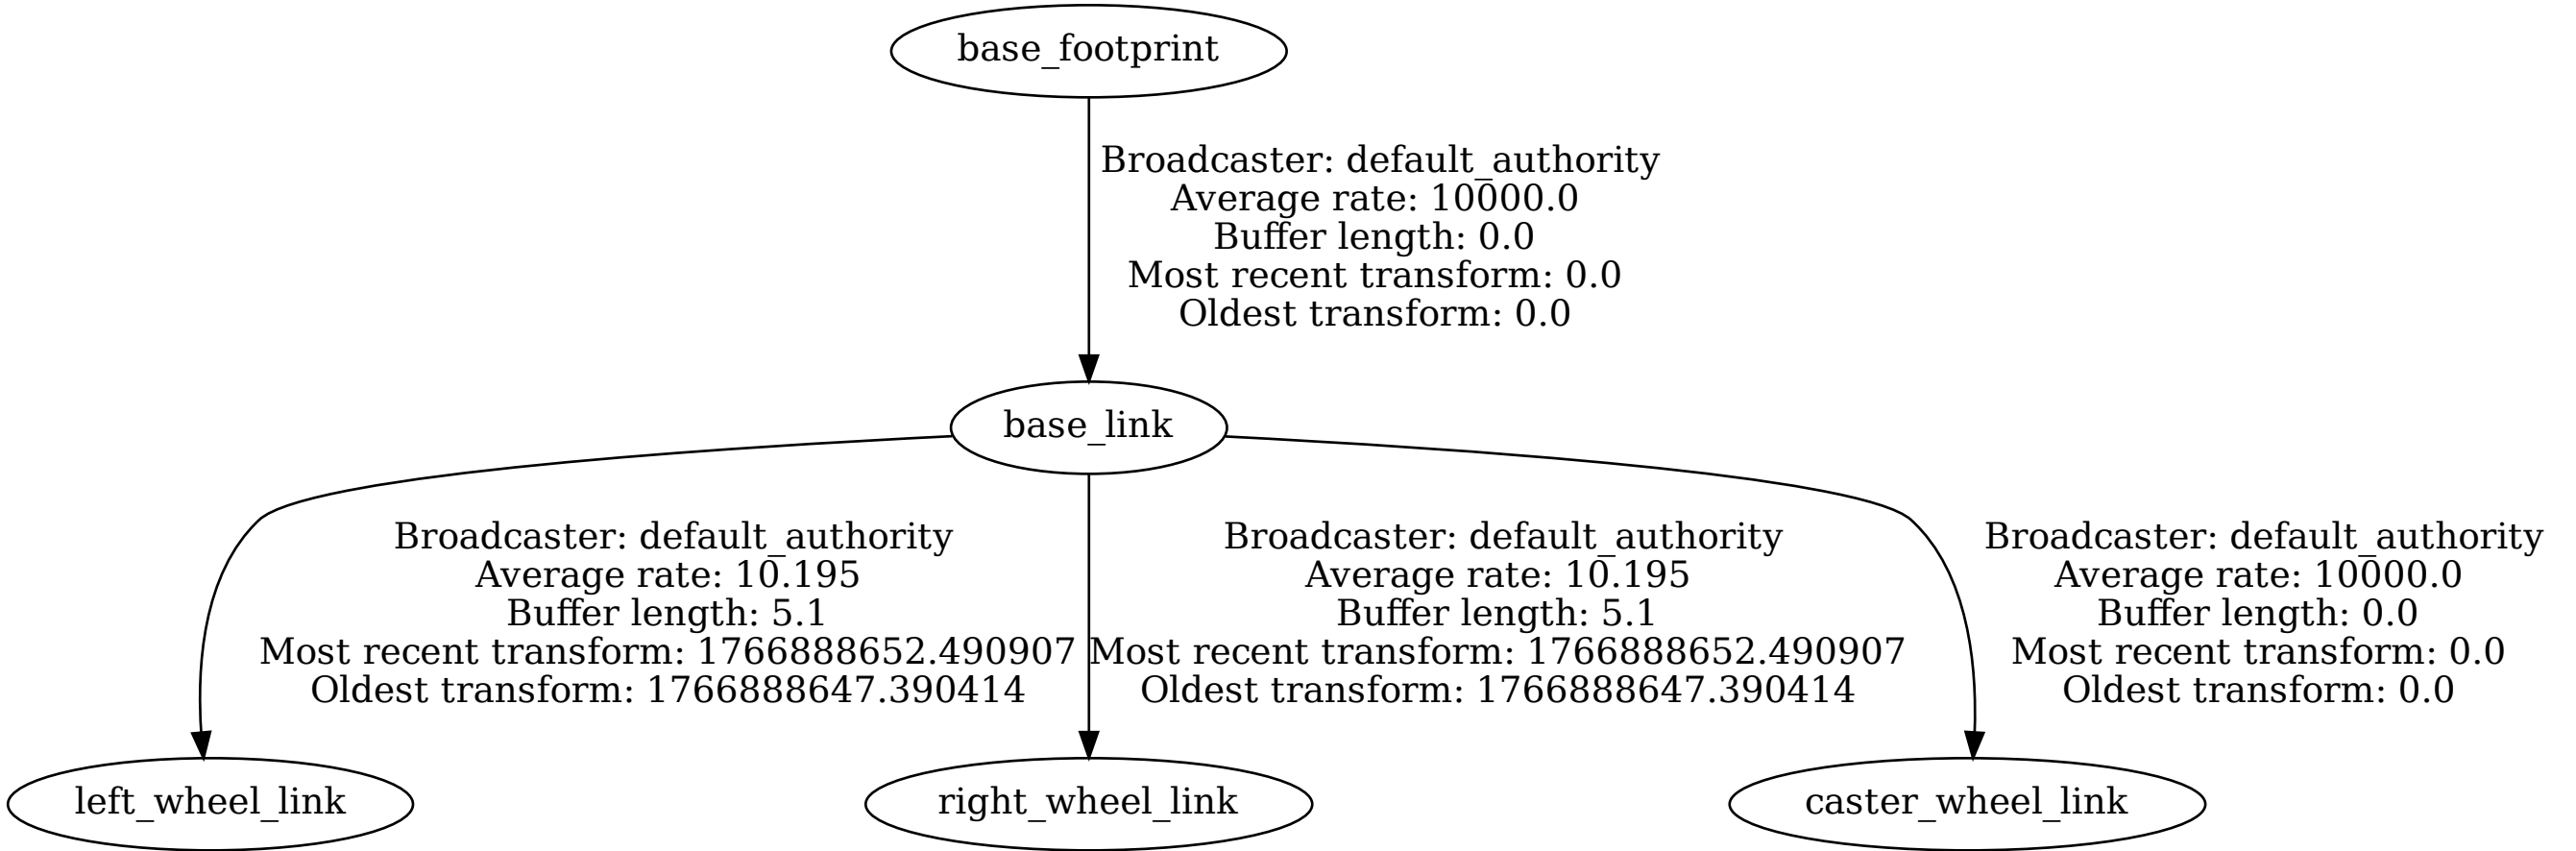 base_footprint
Broadcaster: default_authority
Average rate: 10000.0
Buffer length: 0.0
Most recent transform: 0.0
Oldest transform: 0.0
base_link
Broadcaster: default_authority
Average rate: 10.195
Buffer length: 5.1
Most recent transform: 1766888652.490907
Oldest transform: 1766888647.390414
Broadcaster: default_authority
Average rate: 10.195
Buffer length: 5.1
Most recent transform: 1766888652.490907
Oldest transform: 1766888647.390414
Broadcaster: default_authority
Average rate: 10000.0
Buffer length: 0.0
Most recent transform: 0.0
Oldest transform: 0.0
left_wheel_link
right_wheel_link
caster_wheel_link